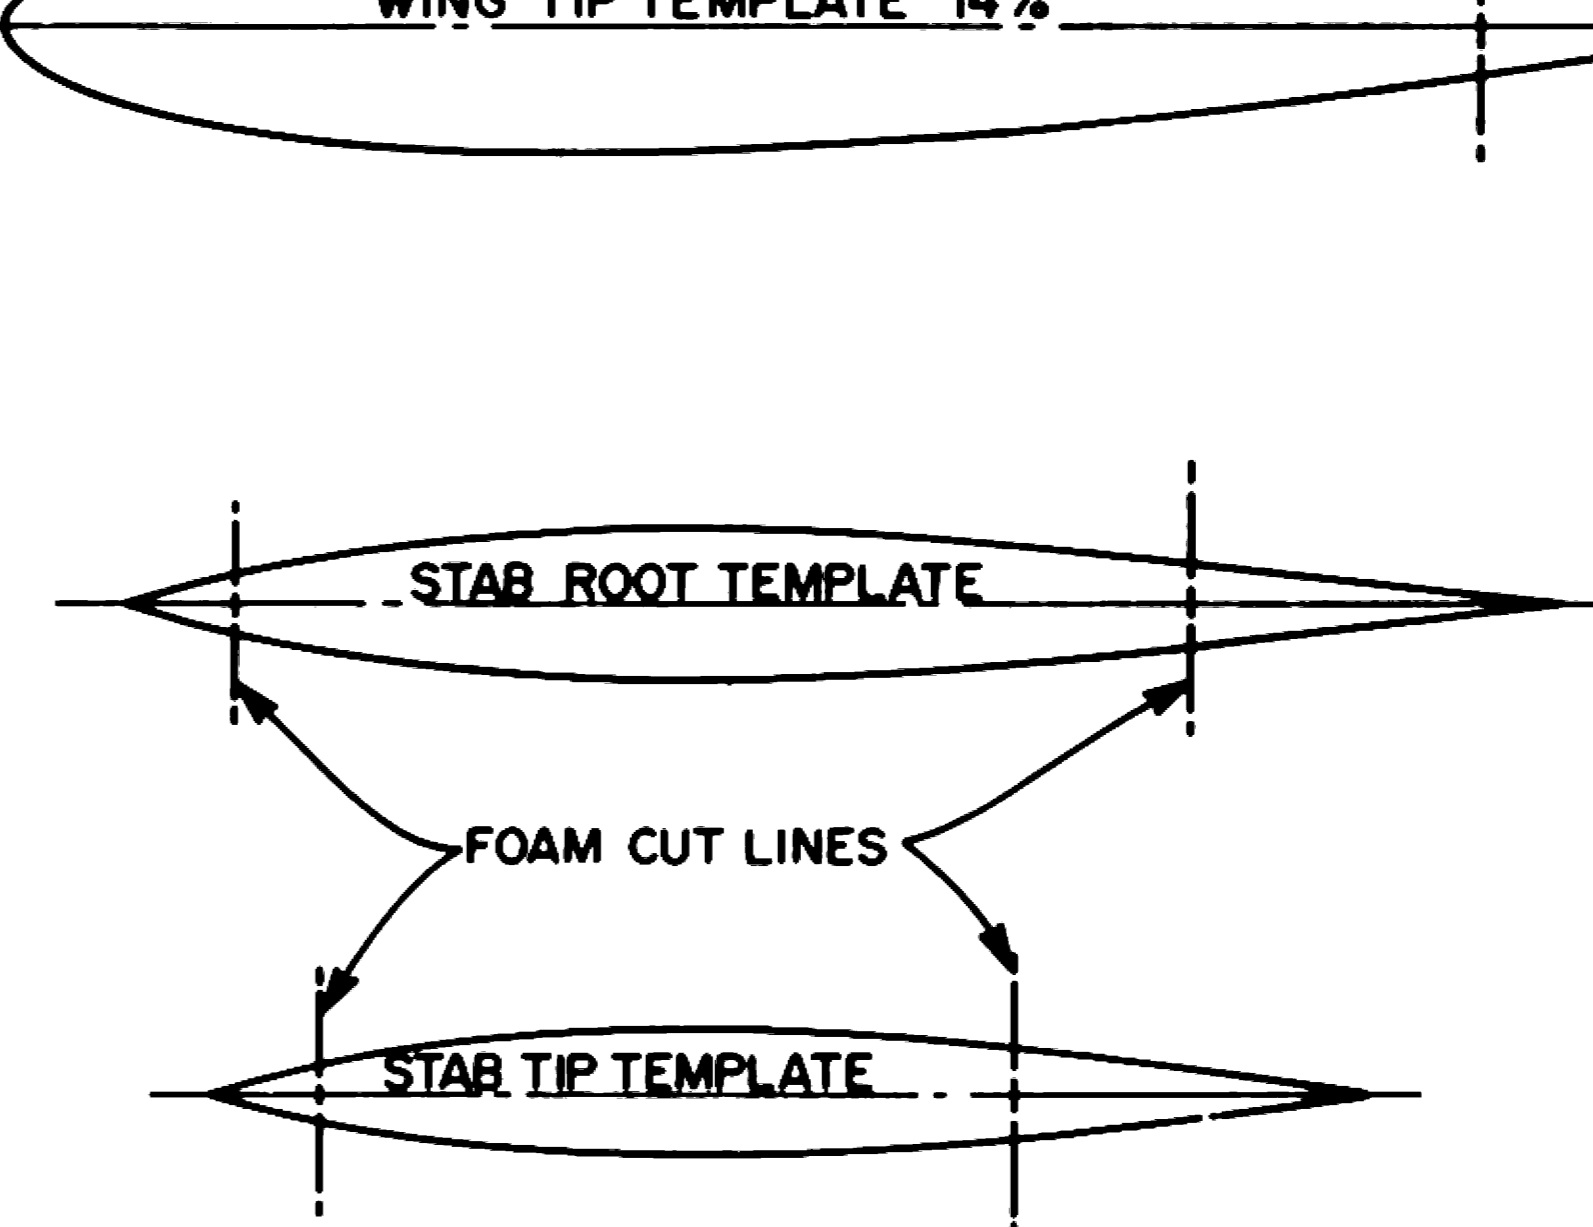 WING TIP TEMPLATE 14%
STAB ROOT TEMPLATE
FOAM CUT LINES
STAB TIP TEMPLATE